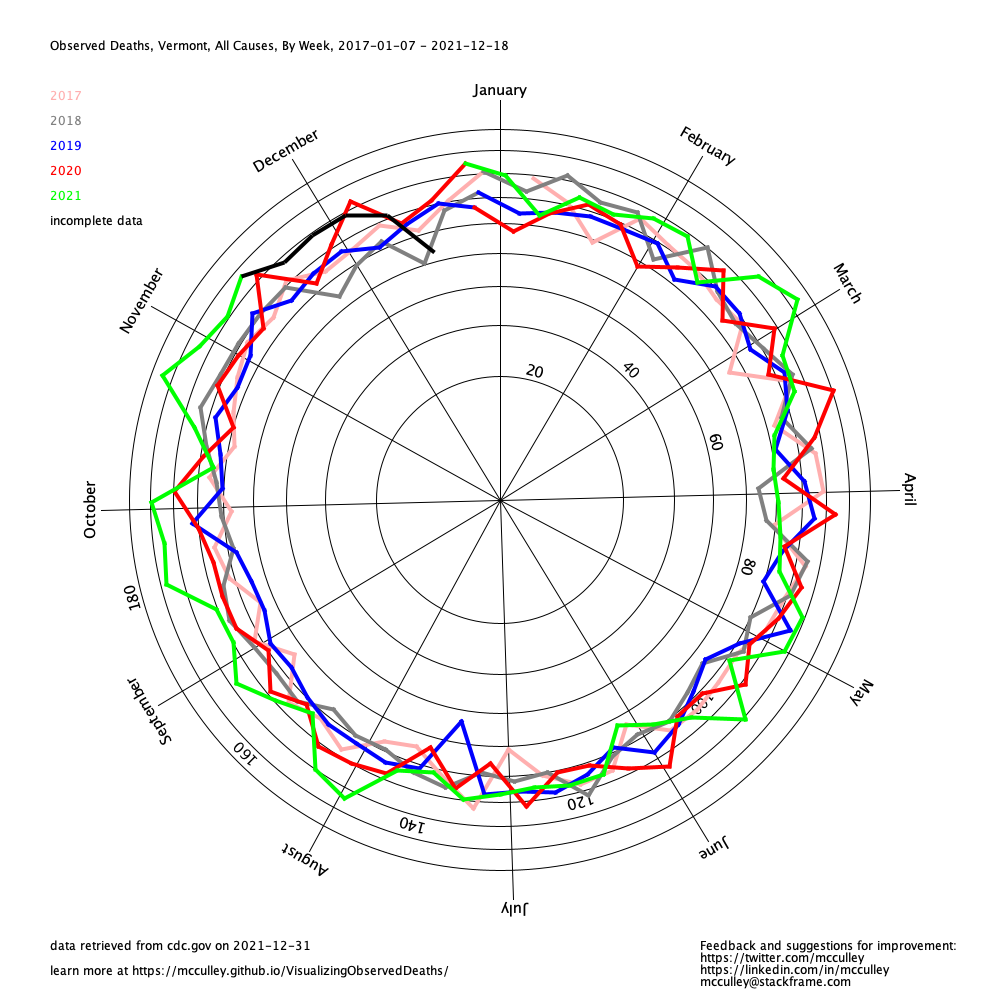 Observed Deaths, Vermont, All Causes, By Week, 2017-01-07 - 2021-12-18
January
2017
2018
2019
2020
2021
incomplete data
December
February
November
March
20
40
60
October
April
80
180
100
May
September
160
120
140
August
June
July
data retrieved from cdc.gov on 2021-12-31
learn more at https://mcculley.github.io/VisualizingObservedDeaths/
Feedback and suggestions for improvement:
https://twitter.com/mcculley
https://linkedin.com/in/mcculley
mcculley@stackframe.com